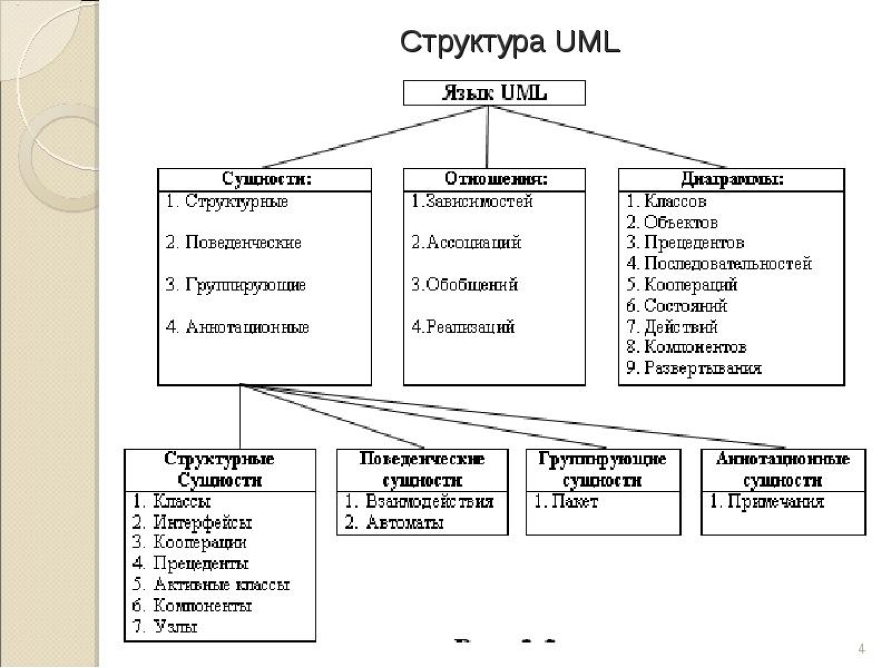 Структура UML
Язык UML
Сущности:
1. Структурные
2. Поведенческие
3. Группирующие
4. Аннотационные
Отношения:
1.Зависимостей
2.Ассоциаций
3.Обобщений
4.Реализаций
Диаграммы:
1. Классов
2. Объектов
3. Прецедентов
4. Последовательностей
5. Коопераций
6. Состояний
7. Действий
8. Компонентов
9. Развертывания
Структурные
Сущности
1. Классы
2. Интерфейсы
3. Кооперации
4. Прецеденты
5. Активные классы
6. Компоненты
7. Узлы
Поведенческие
сущности
1. Взаимодействия
2. Автоматы
Группирующие
сущности
1. Пакет
Аннотационные
сущности
1. Примечания
4